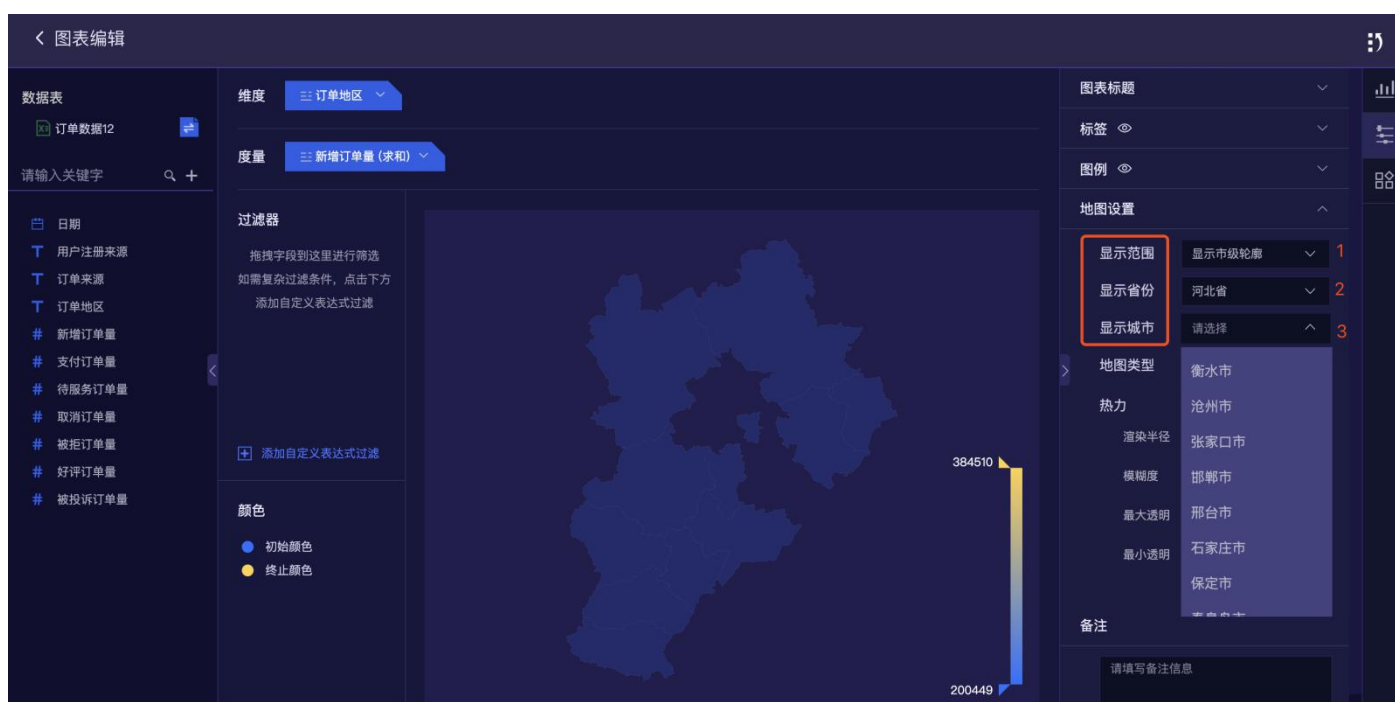 图表编辑
数据表
订单数据12
请输入关键字
日期
用户注册来源
订单来源
订单地区
新增订单量
支付订单量
待服务订单量
取消订单量
被拒订单量
好评订单量
被投诉订单量
维度
订单地区
度量
新增订单量 (求和)
过滤器
拖拽字段到这里进行筛选
如需复杂过滤条件，点击下方
添加自定义表达式过滤
添加自定义表达式过滤
颜色
初始颜色
终止颜色
384510
200449
图表标题
标签
图例
地图设置
显示范围 显示市级轮廓 1
显示省份 河北省 2
显示城市 请选择 3
地图类型
热力
渲染半径
模糊度
最大透明
最小透明
衡水市
沧州市
张家口市
邯郸市
邢台市
石家庄市
保定市
备注
请填写备注信息